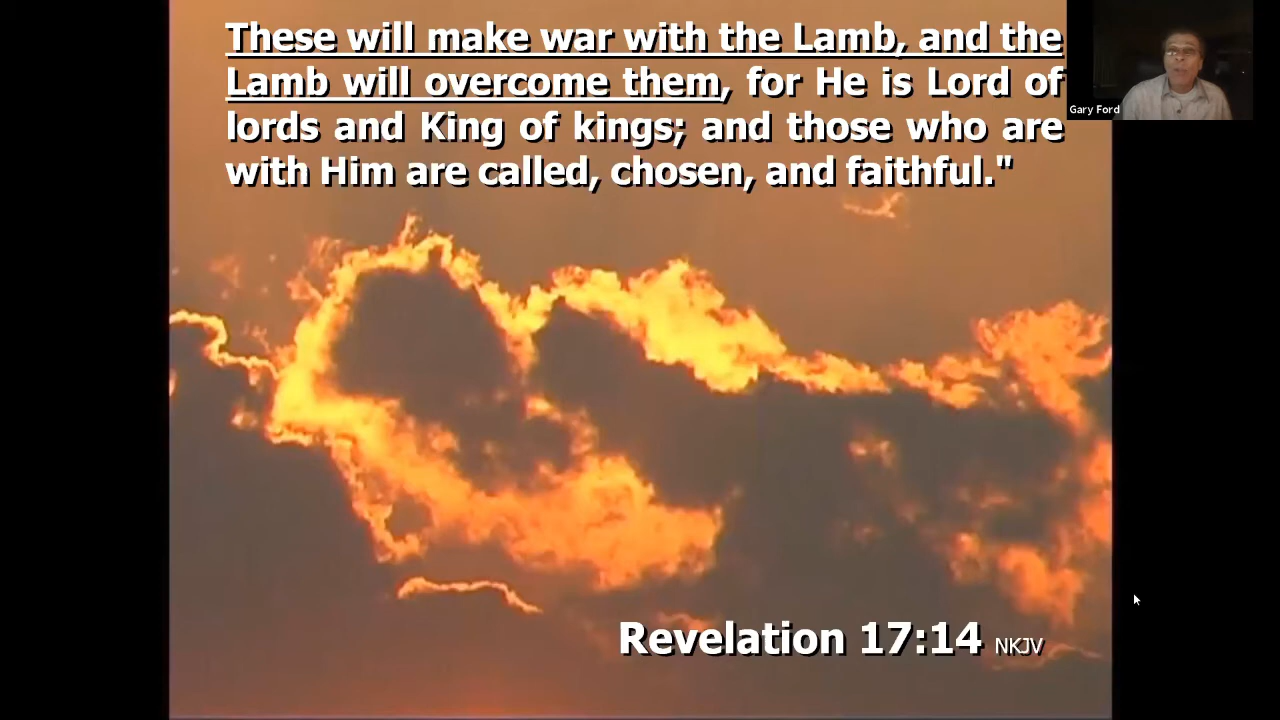 These will make war with the Lamb, and the
Lamb will overcome them, for He is Lord of
lords and King of kings; and those who are
with Him are called, chosen, and faithful."
Gary Ford
Revelation 17:14 NKJV